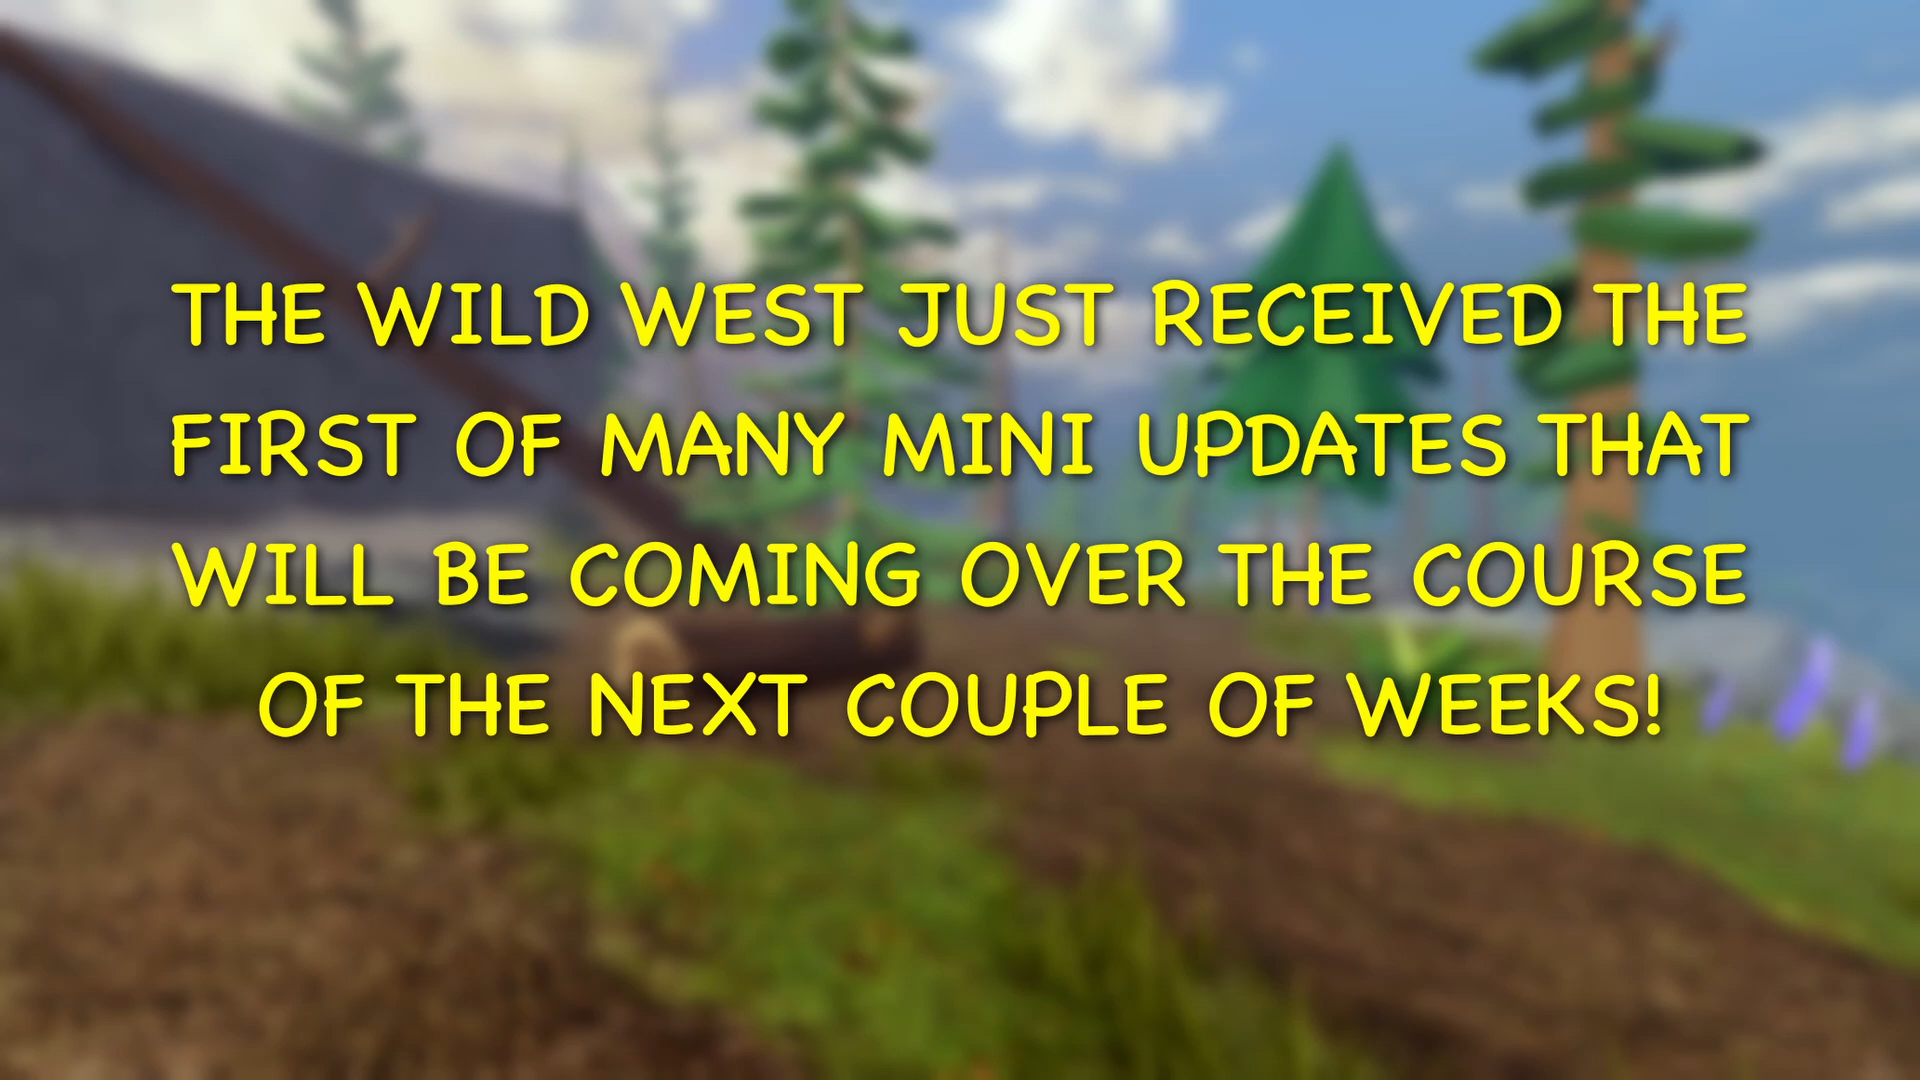 THE WILD WEST JUST RECEIVED THE
FIRST OF MANY MINI UPDATES THAT
WILL BE COMING OVER THE COURSE
OF THE NEXT COUPLE OF WEEKS!